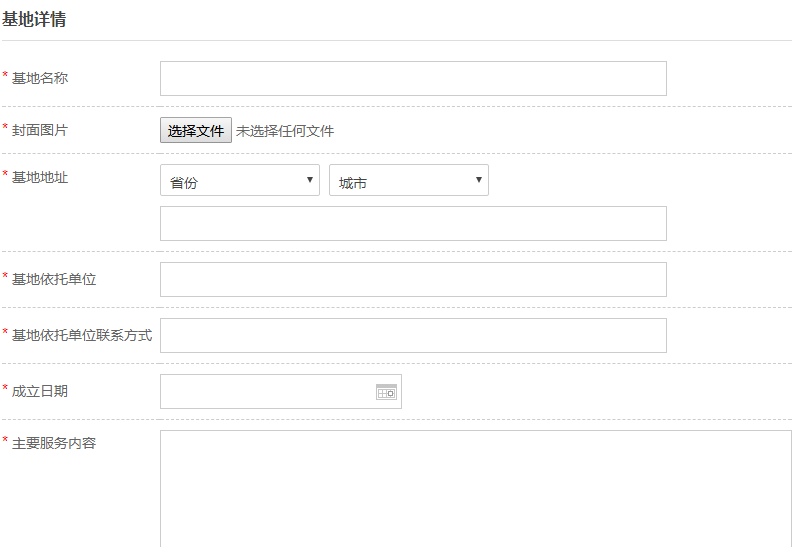 基地详情
* 基地名称
* 封面图片 选择文件 未选择任何文件
* 基地地址 省份 城市
* 基地依托单位
* 基地依托单位联系方式
* 成立日期
* 主要服务内容